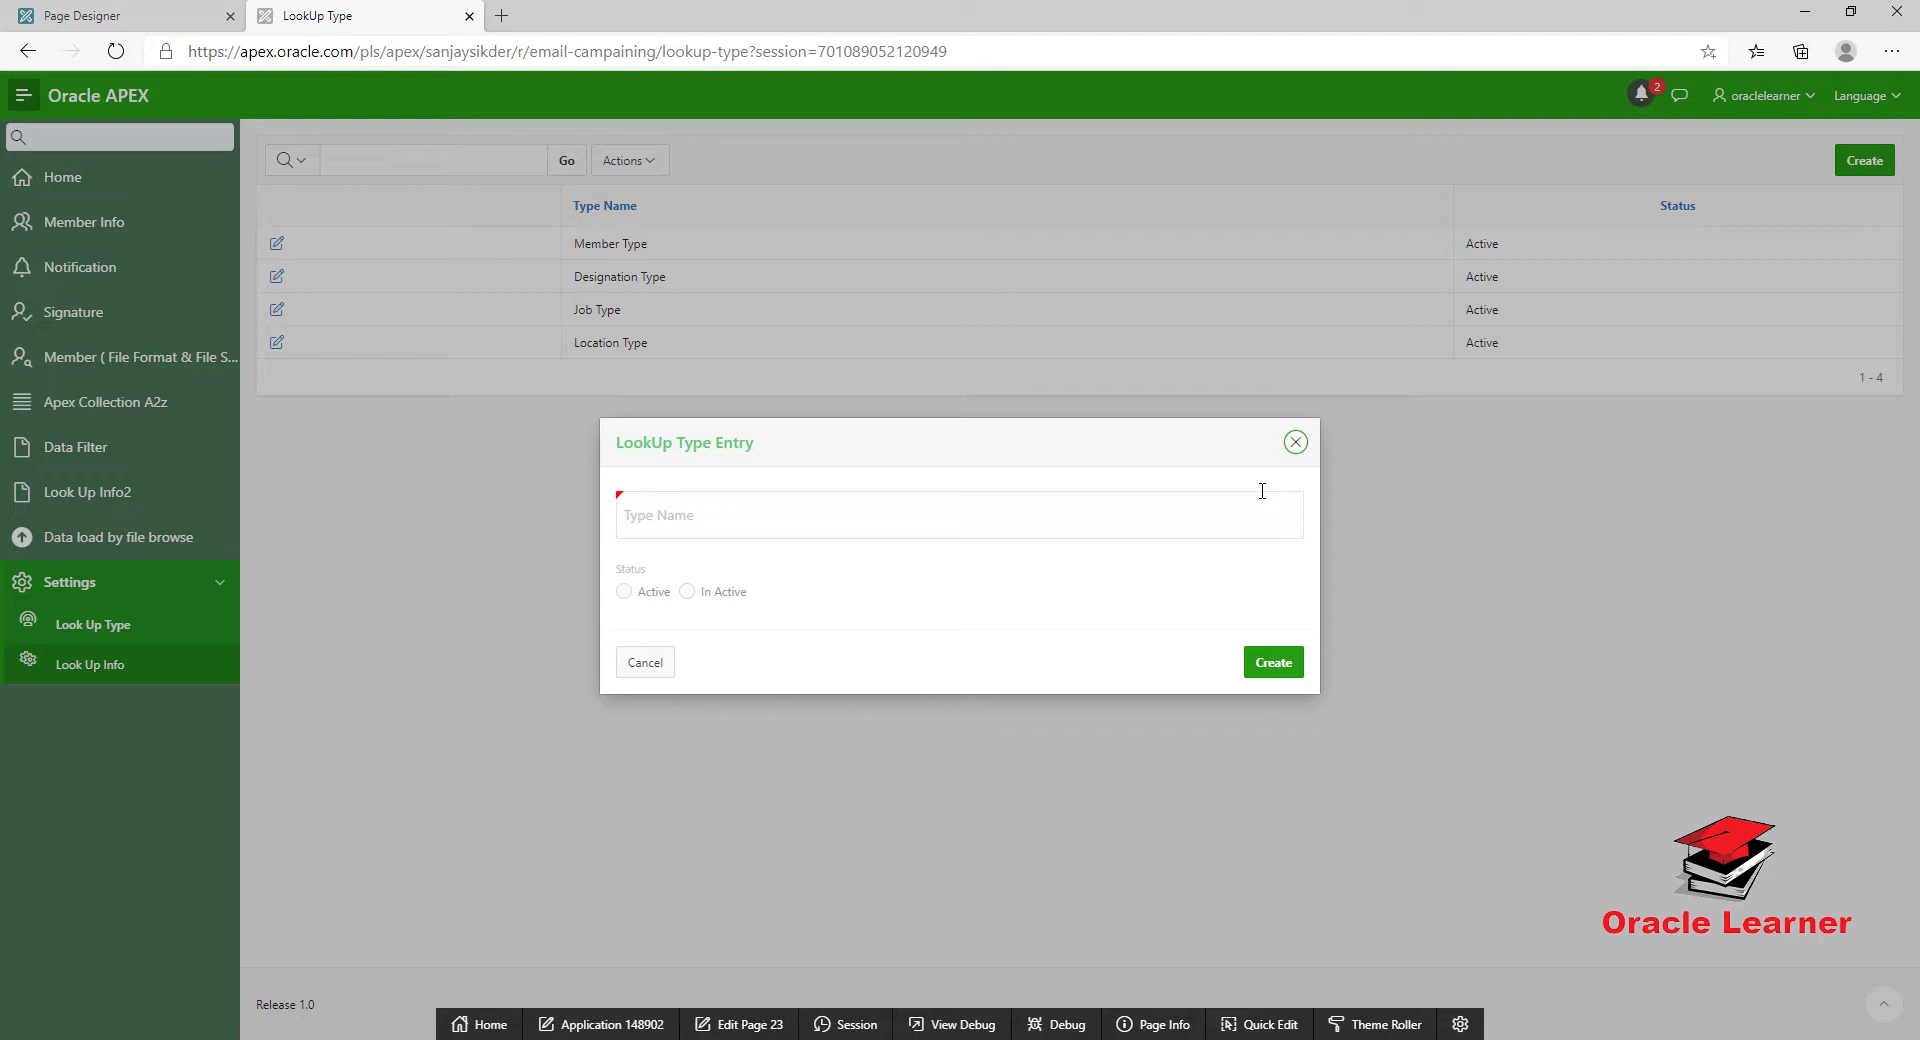 Page Designer
LookUp Type
https://apex.oracle.com/pls/apex/sanjaysikder/r/email-campaining/lookup-type?session=701089052120949
Oracle APEX
2
oraclelearner
Language
Home
Member Info
Notification
Signature
Member ( File Format & File S...
Apex Collection A2z
Data Filter
Look Up Info2
Data load by file browse
Settings
Look Up Type
Look Up Info
Go
Actions
Create
Type Name
Status
Member Type
Active
Designation Type
Active
Job Type
Active
Location Type
Active
1 - 4
LookUp Type Entry
Type Name
Status
Active
In Active
Cancel
Create
Oracle Learner
Release 1.0
Home
Application 148902
Edit Page 23
Session
View Debug
Debug
Page Info
Quick Edit
Theme Roller